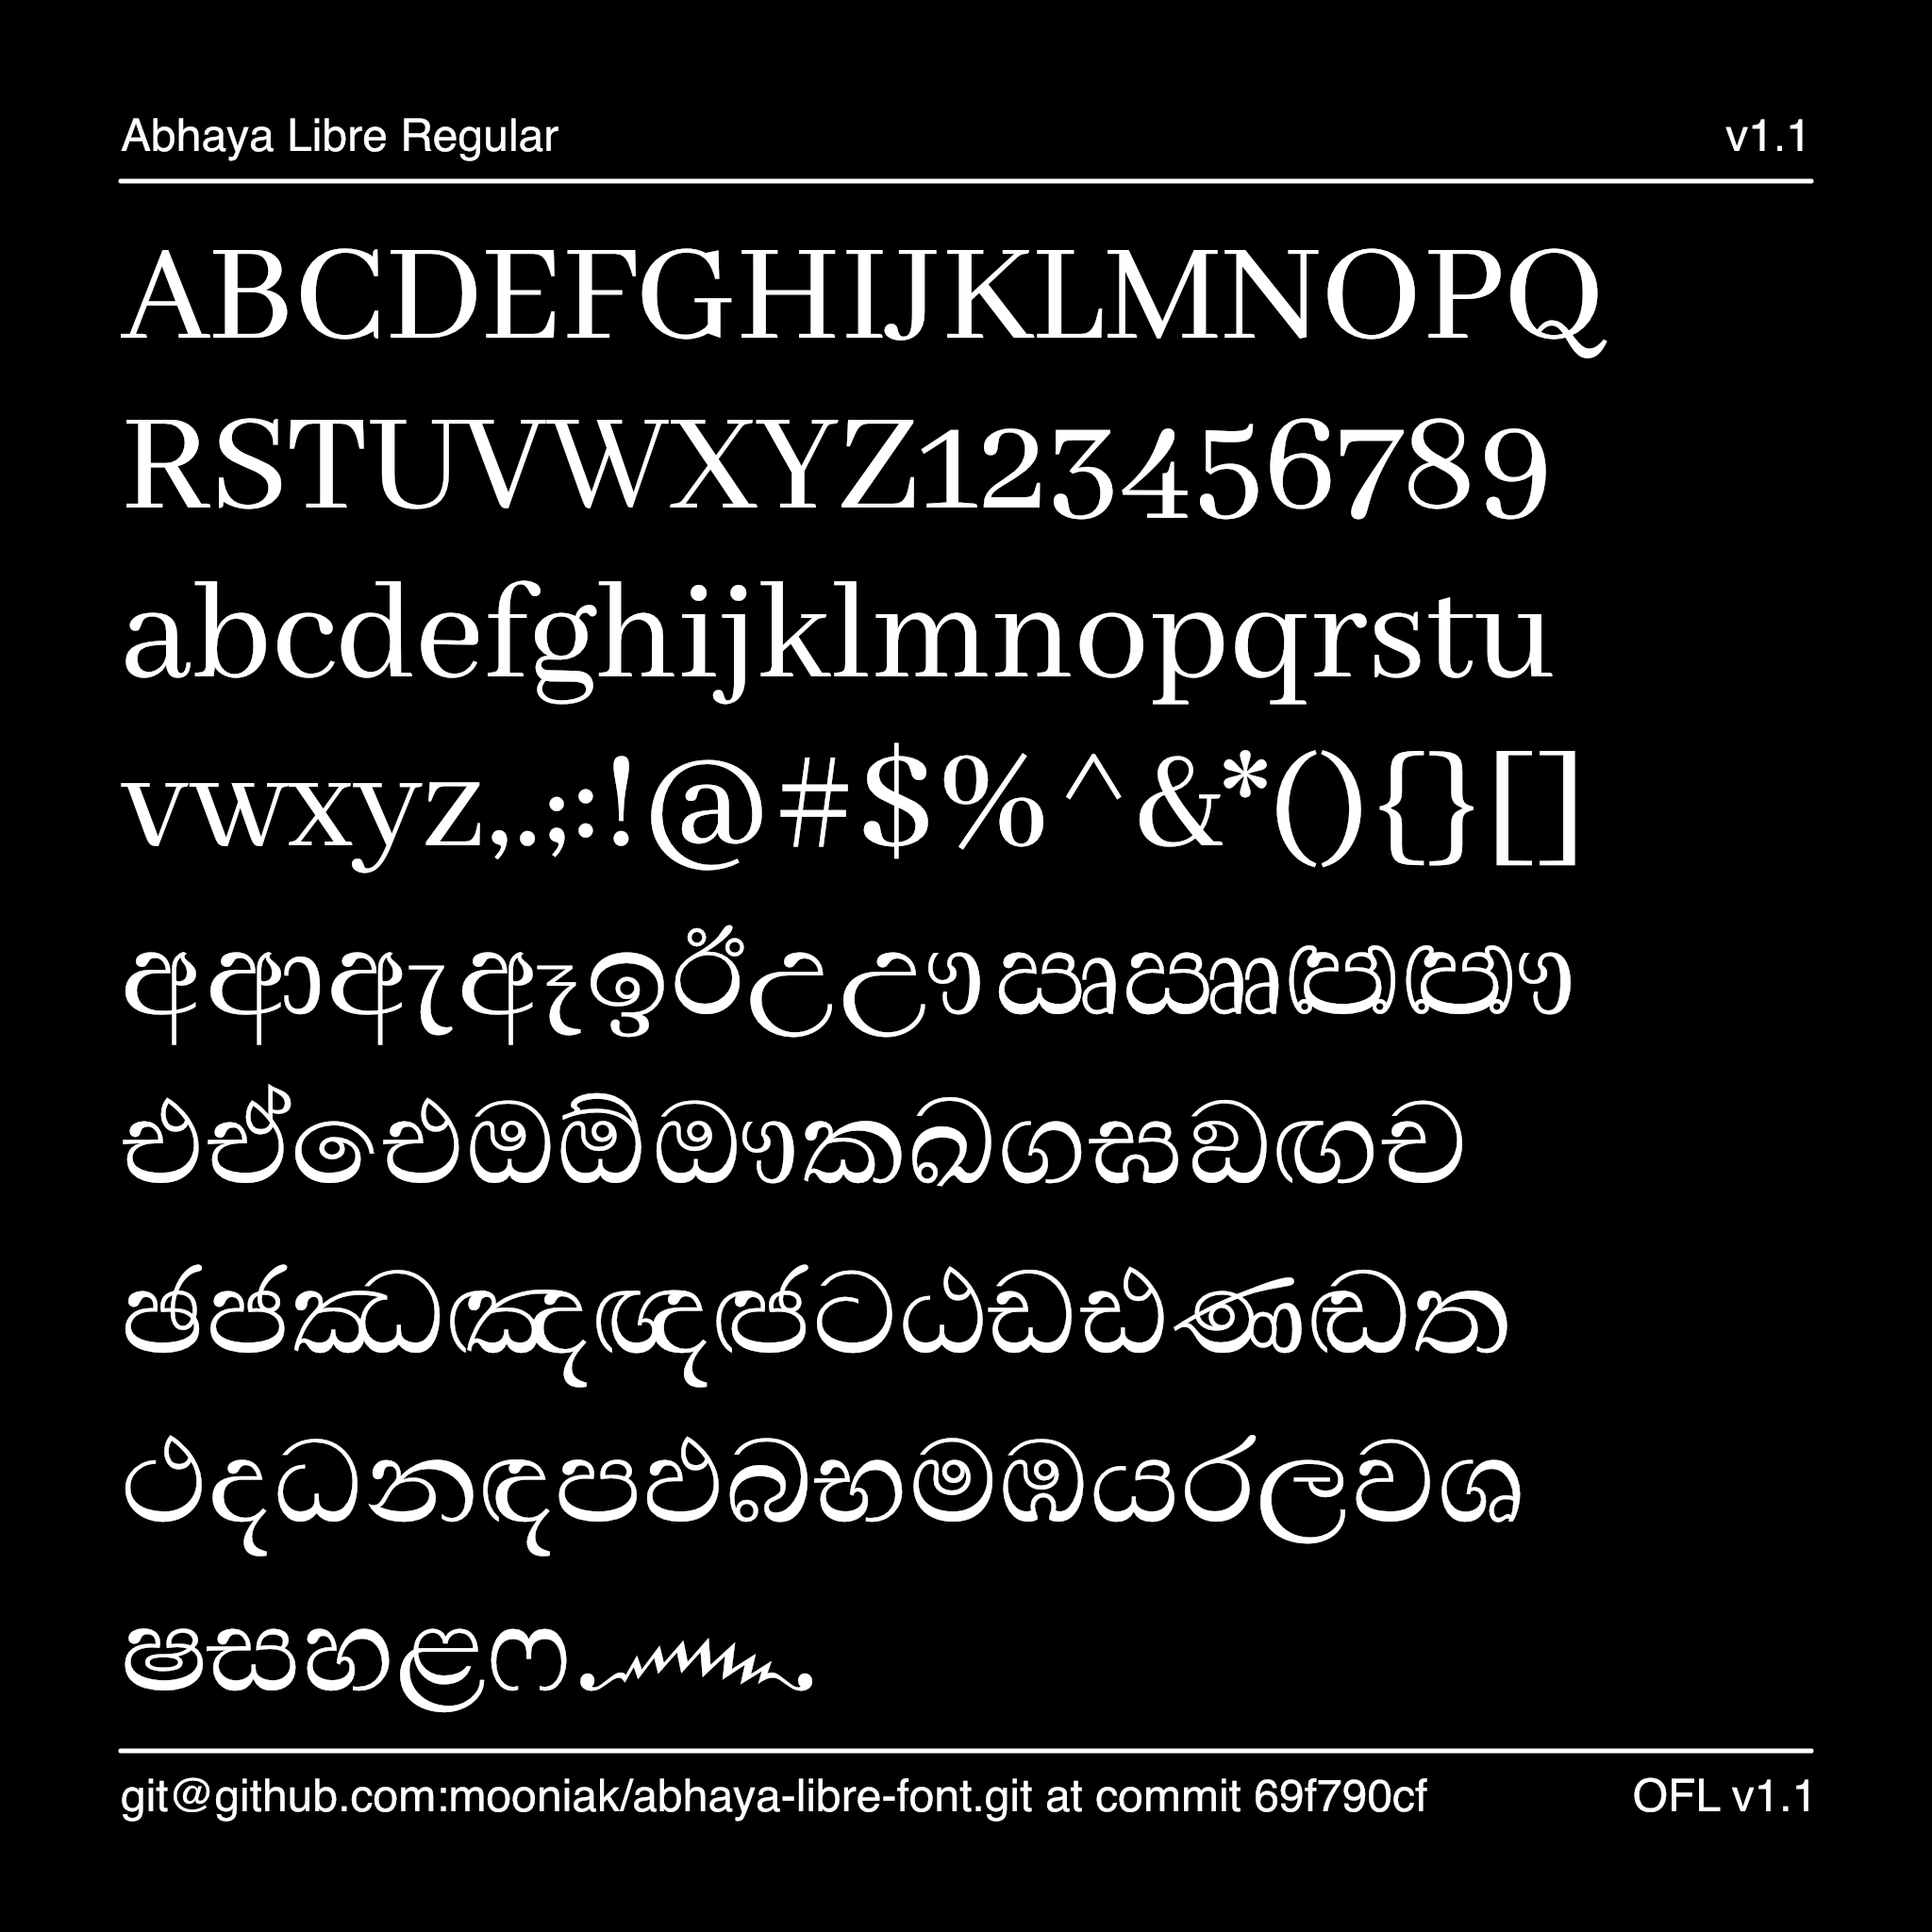 Abhaya Libre Regular v1.1
ABCDEFGHIJKLMNOPQ
RSTUVWXYZ123456789
abcdefghijklmnopqrstu
vwxyz,.;:!@#$%^&*(){}[]
අආඇඈඉඊඋඌඍඎඏඐ
එඒඓඔඕඖකඛගඝඞඟච
ඡජඣඤඥඦටඨඩඪණඬත
ථදධනඳපඵබභමඹයරලවශ
ෂසහළෆ෴
git@github.com:mooniak/abhaya-libre-font.git at commit 69f790cf OFL v1.1